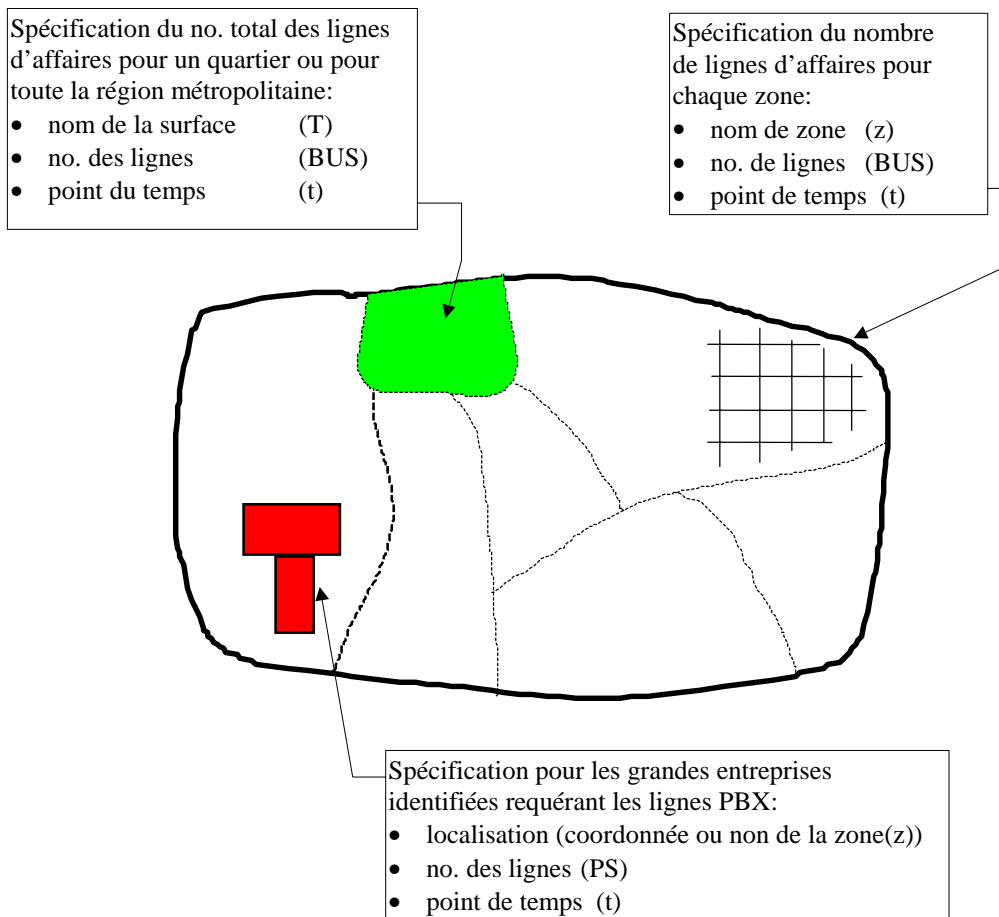 Spécification du no. total des lignes
d’affaires pour un quartier ou pour
toute la région métropolitaine:
• nom de la surface (T)
• no. des lignes (BUS)
• point du temps (t)
Spécification du nombre
de lignes d’affaires pour
chaque zone:
• nom de zone (z)
• no. de lignes (BUS)
• point de temps (t)
Spécification pour les grandes entreprises
identifiées requérant les lignes PBX:
• localisation (coordonnée ou non de la zone(z))
• no. des lignes (PS)
• point de temps (t)